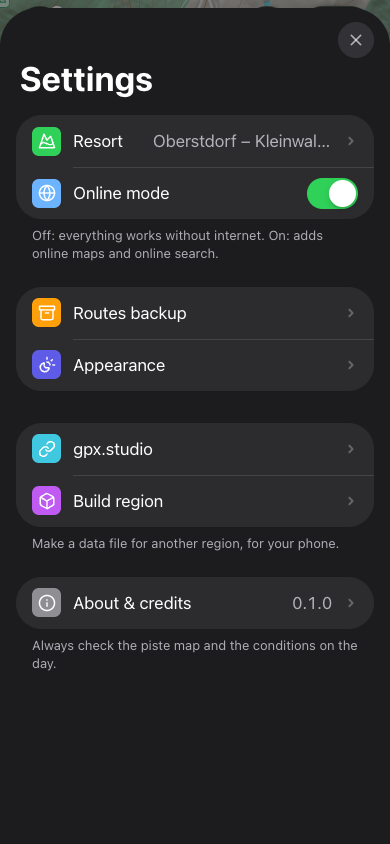 Settings
Resort Oberstdorf – Kleinwal...
Online mode
Off: everything works without internet. On: adds
online maps and online search.
Routes backup
Appearance
gpx.studio
Build region
Make a data file for another region, for your phone.
About & credits 0.1.0
Always check the piste map and the conditions on the
day.